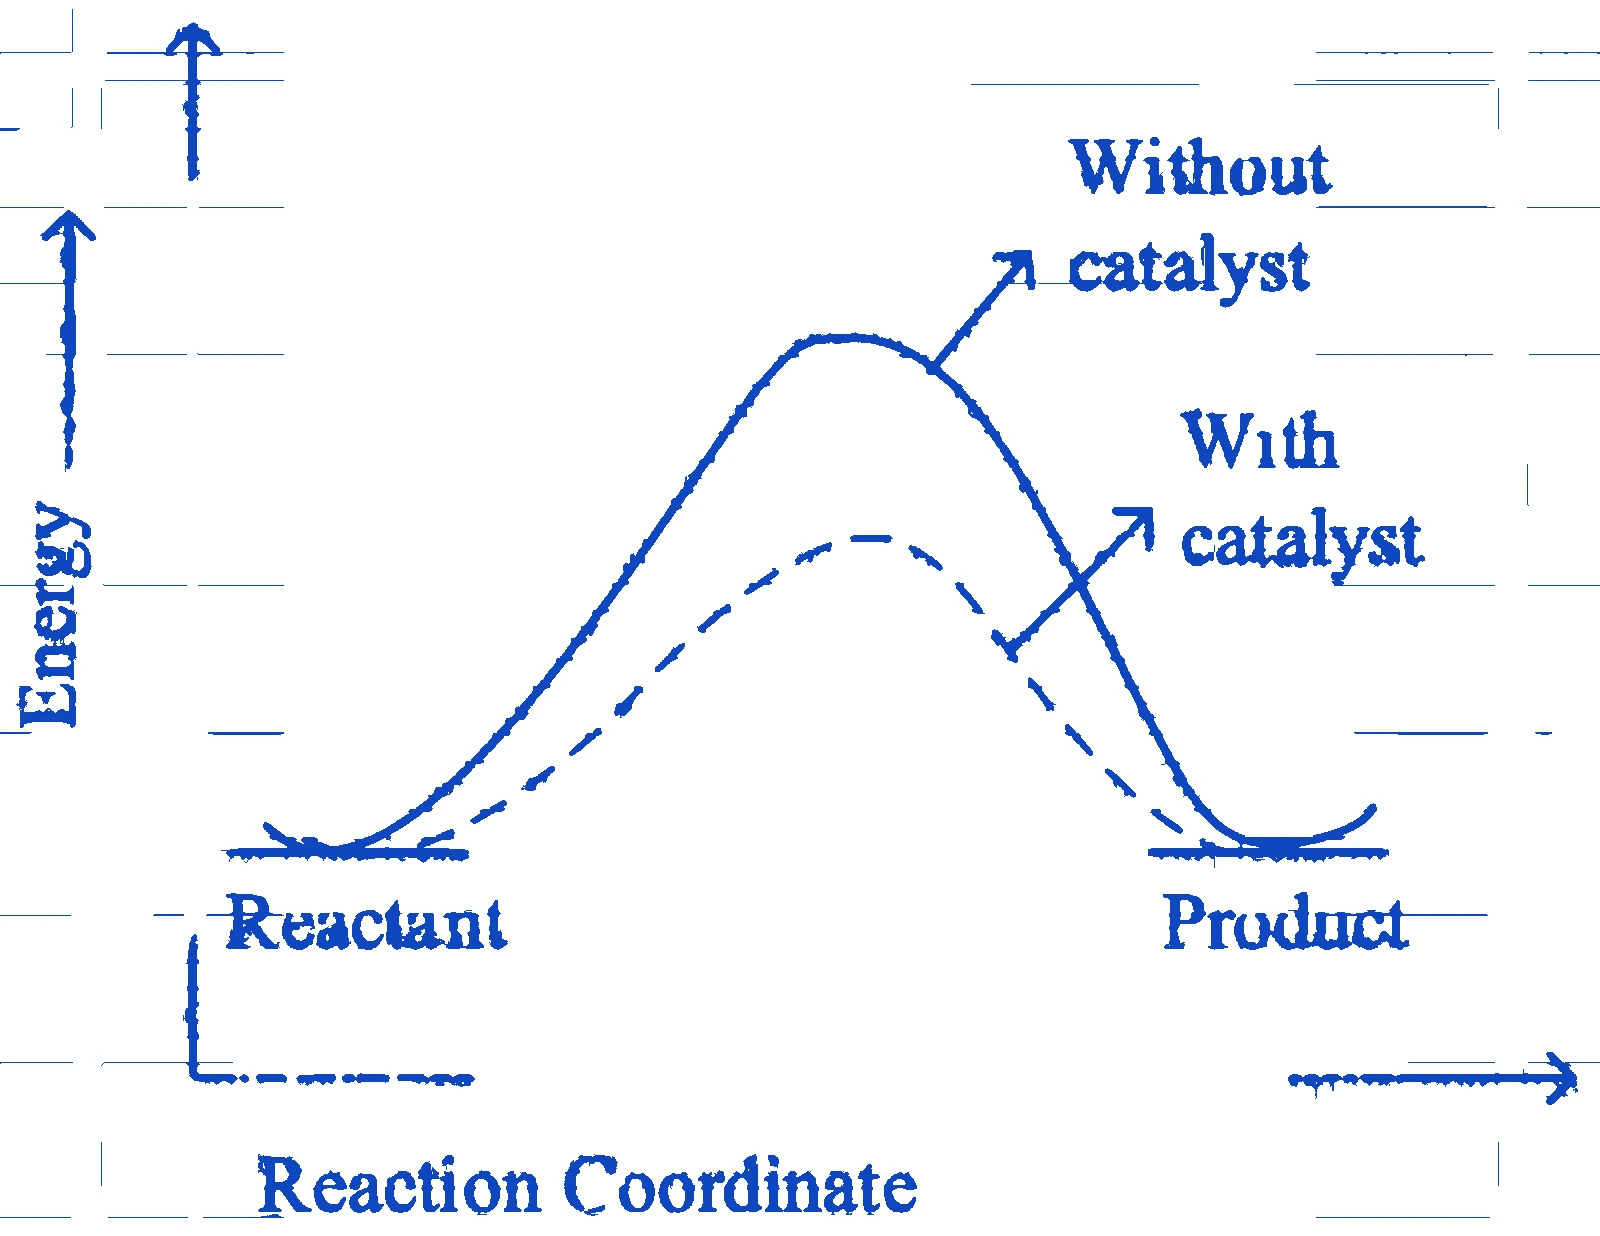 Without
catalyst
With
catalyst
Energy
Reactant
Product
Reaction Coordinate